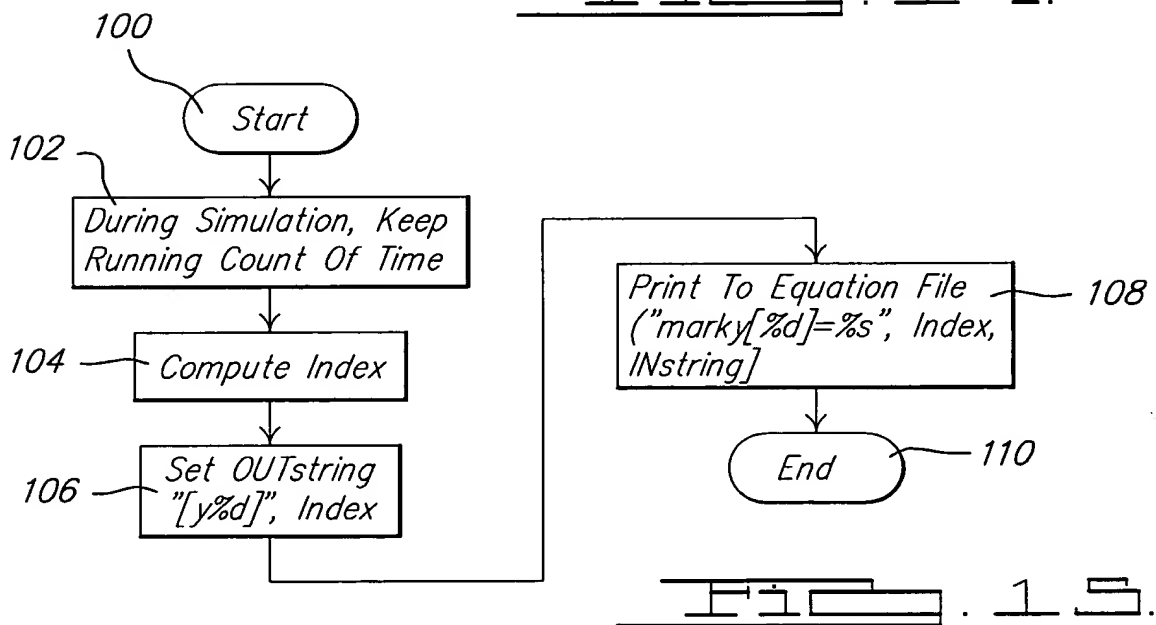 100
Start
102
During Simulation, Keep
Running Count Of Time
104
Compute Index
106
Set OUTstring
"[y%d]", Index
Print To Equation File
("marky[%d]=%s", Index,
INstring]
108
End
110